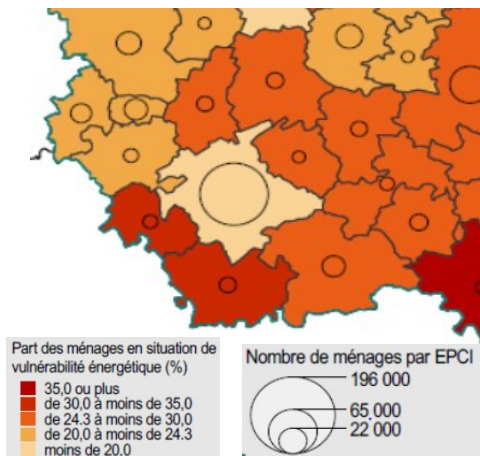 Part des ménages en situation de
vulnérabilité énergétique (%)
35,0 ou plus
de 30,0 à moins de 35,0
de 24.3 à moins de 30,0
de 20,0 à moins de 24.3
moins de 20.0
Nombre de ménages par EPCI
196 000
65,000
22 000